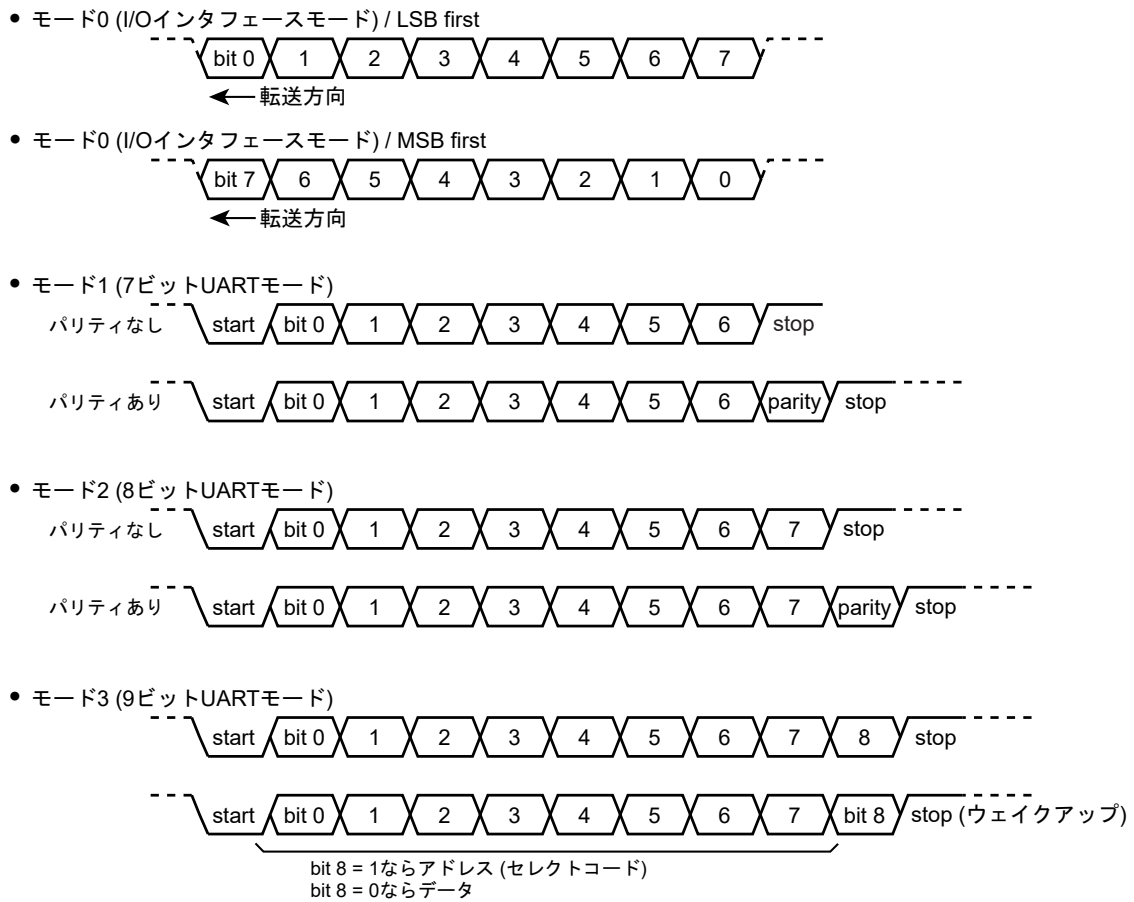 ● モード0 (I/Oインタフェースモード) / LSB first
bit 0 1 2 3 4 5 6 7
転送方向
● モード0 (I/Oインタフェースモード) / MSB first
bit 7 6 5 4 3 2 1 0
転送方向
● モード1 (7ビットUARTモード)
パリティなし start bit 0 1 2 3 4 5 6 stop
パリティあり start bit 0 1 2 3 4 5 6 parity stop
● モード2 (8ビットUARTモード)
パリティなし start bit 0 1 2 3 4 5 6 7 stop
パリティあり start bit 0 1 2 3 4 5 6 7 parity stop
● モード3 (9ビットUARTモード)
start bit 0 1 2 3 4 5 6 7 8 stop
start bit 0 1 2 3 4 5 6 7 bit 8 stop (ウェイクアップ)
bit 8 = 1ならアドレス (セレクトコード)
bit 8 = 0ならデータ